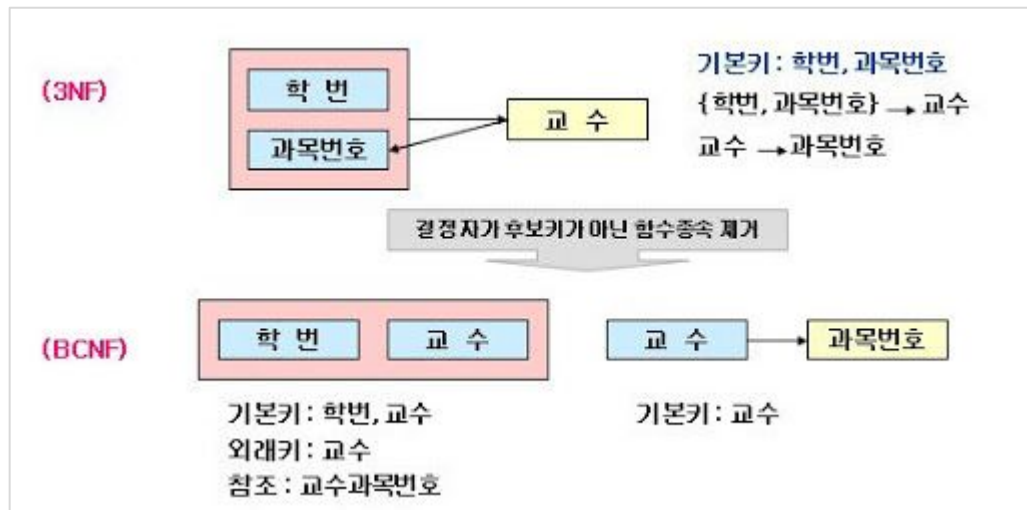 (3NF)
학 번
과목번호
교 수
기본키 : 학번, 과목번호
{학번, 과목번호} → 교수
교수 → 과목번호
결정자가 후보키가 아닌 함수종속 제거
(BCNF)
학 번
교 수
교 수
과목번호
기본키 : 학번, 교수
외래키 : 교수
참조 : 교수과목번호
기본키 : 교수